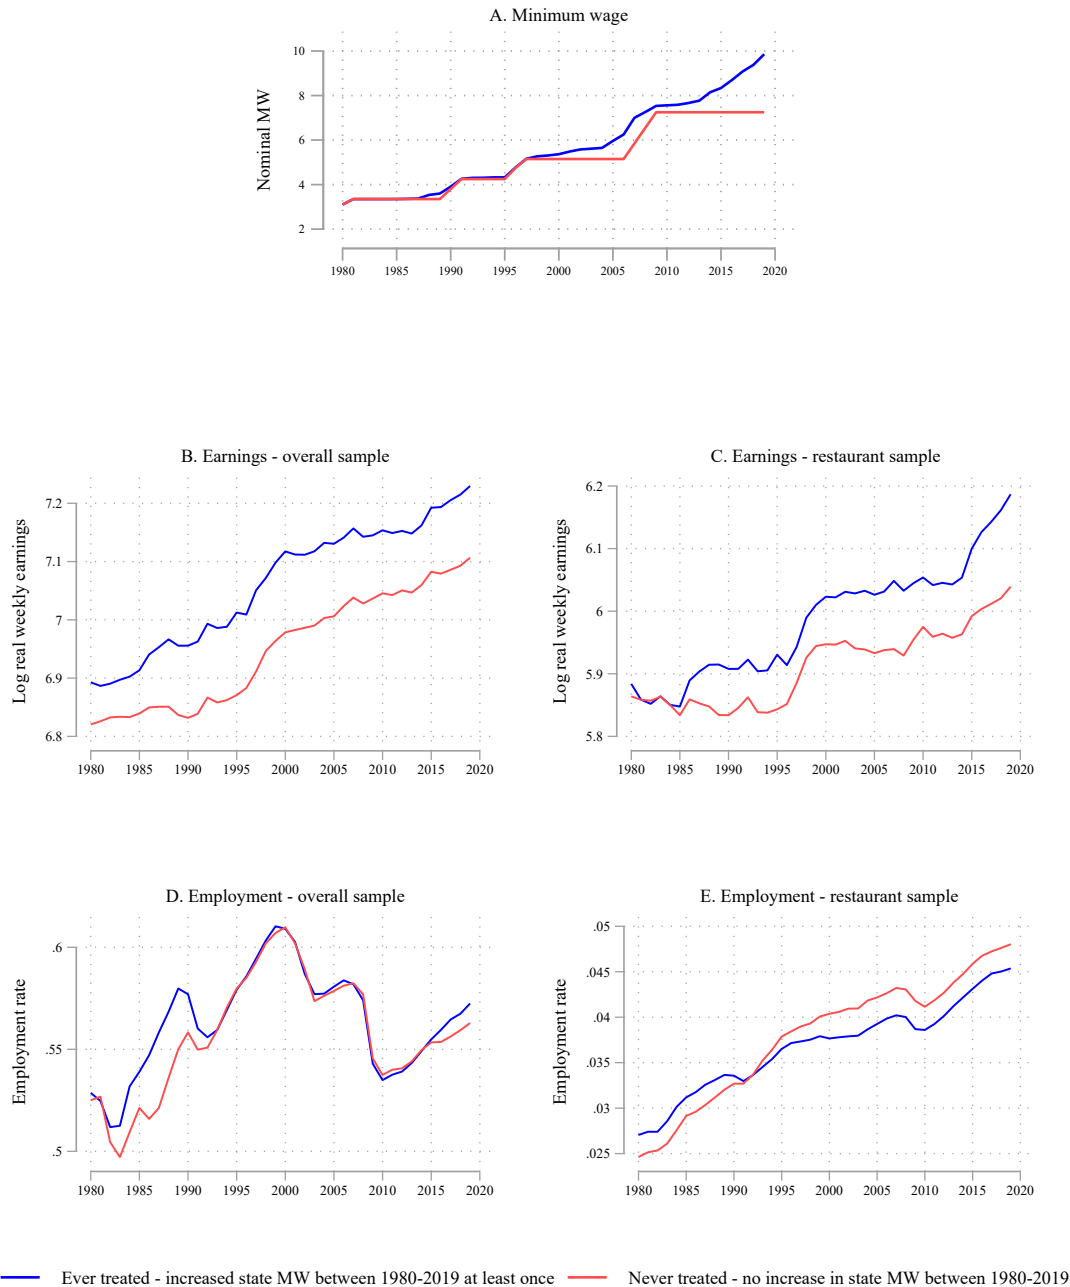 A. Minimum wage
10
8
6
4
2
Nominal MW
1980 1985 1990 1995 2000 2005 2010 2015 2020
B. Earnings - overall sample
7.2
7.1
7
6.9
6.8
Log real weekly earnings
1980 1985 1990 1995 2000 2005 2010 2015 2020
C. Earnings - restaurant sample
6.2
6.1
6
5.9
5.8
Log real weekly earnings
1980 1985 1990 1995 2000 2005 2010 2015 2020
D. Employment - overall sample
.6
.55
.5
Employment rate
1980 1985 1990 1995 2000 2005 2010 2015 2020
E. Employment - restaurant sample
.05
.045
.04
.035
.03
.025
Employment rate
1980 1985 1990 1995 2000 2005 2010 2015 2020
Ever treated - increased state MW between 1980-2019 at least once
Never treated - no increase in state MW between 1980-2019